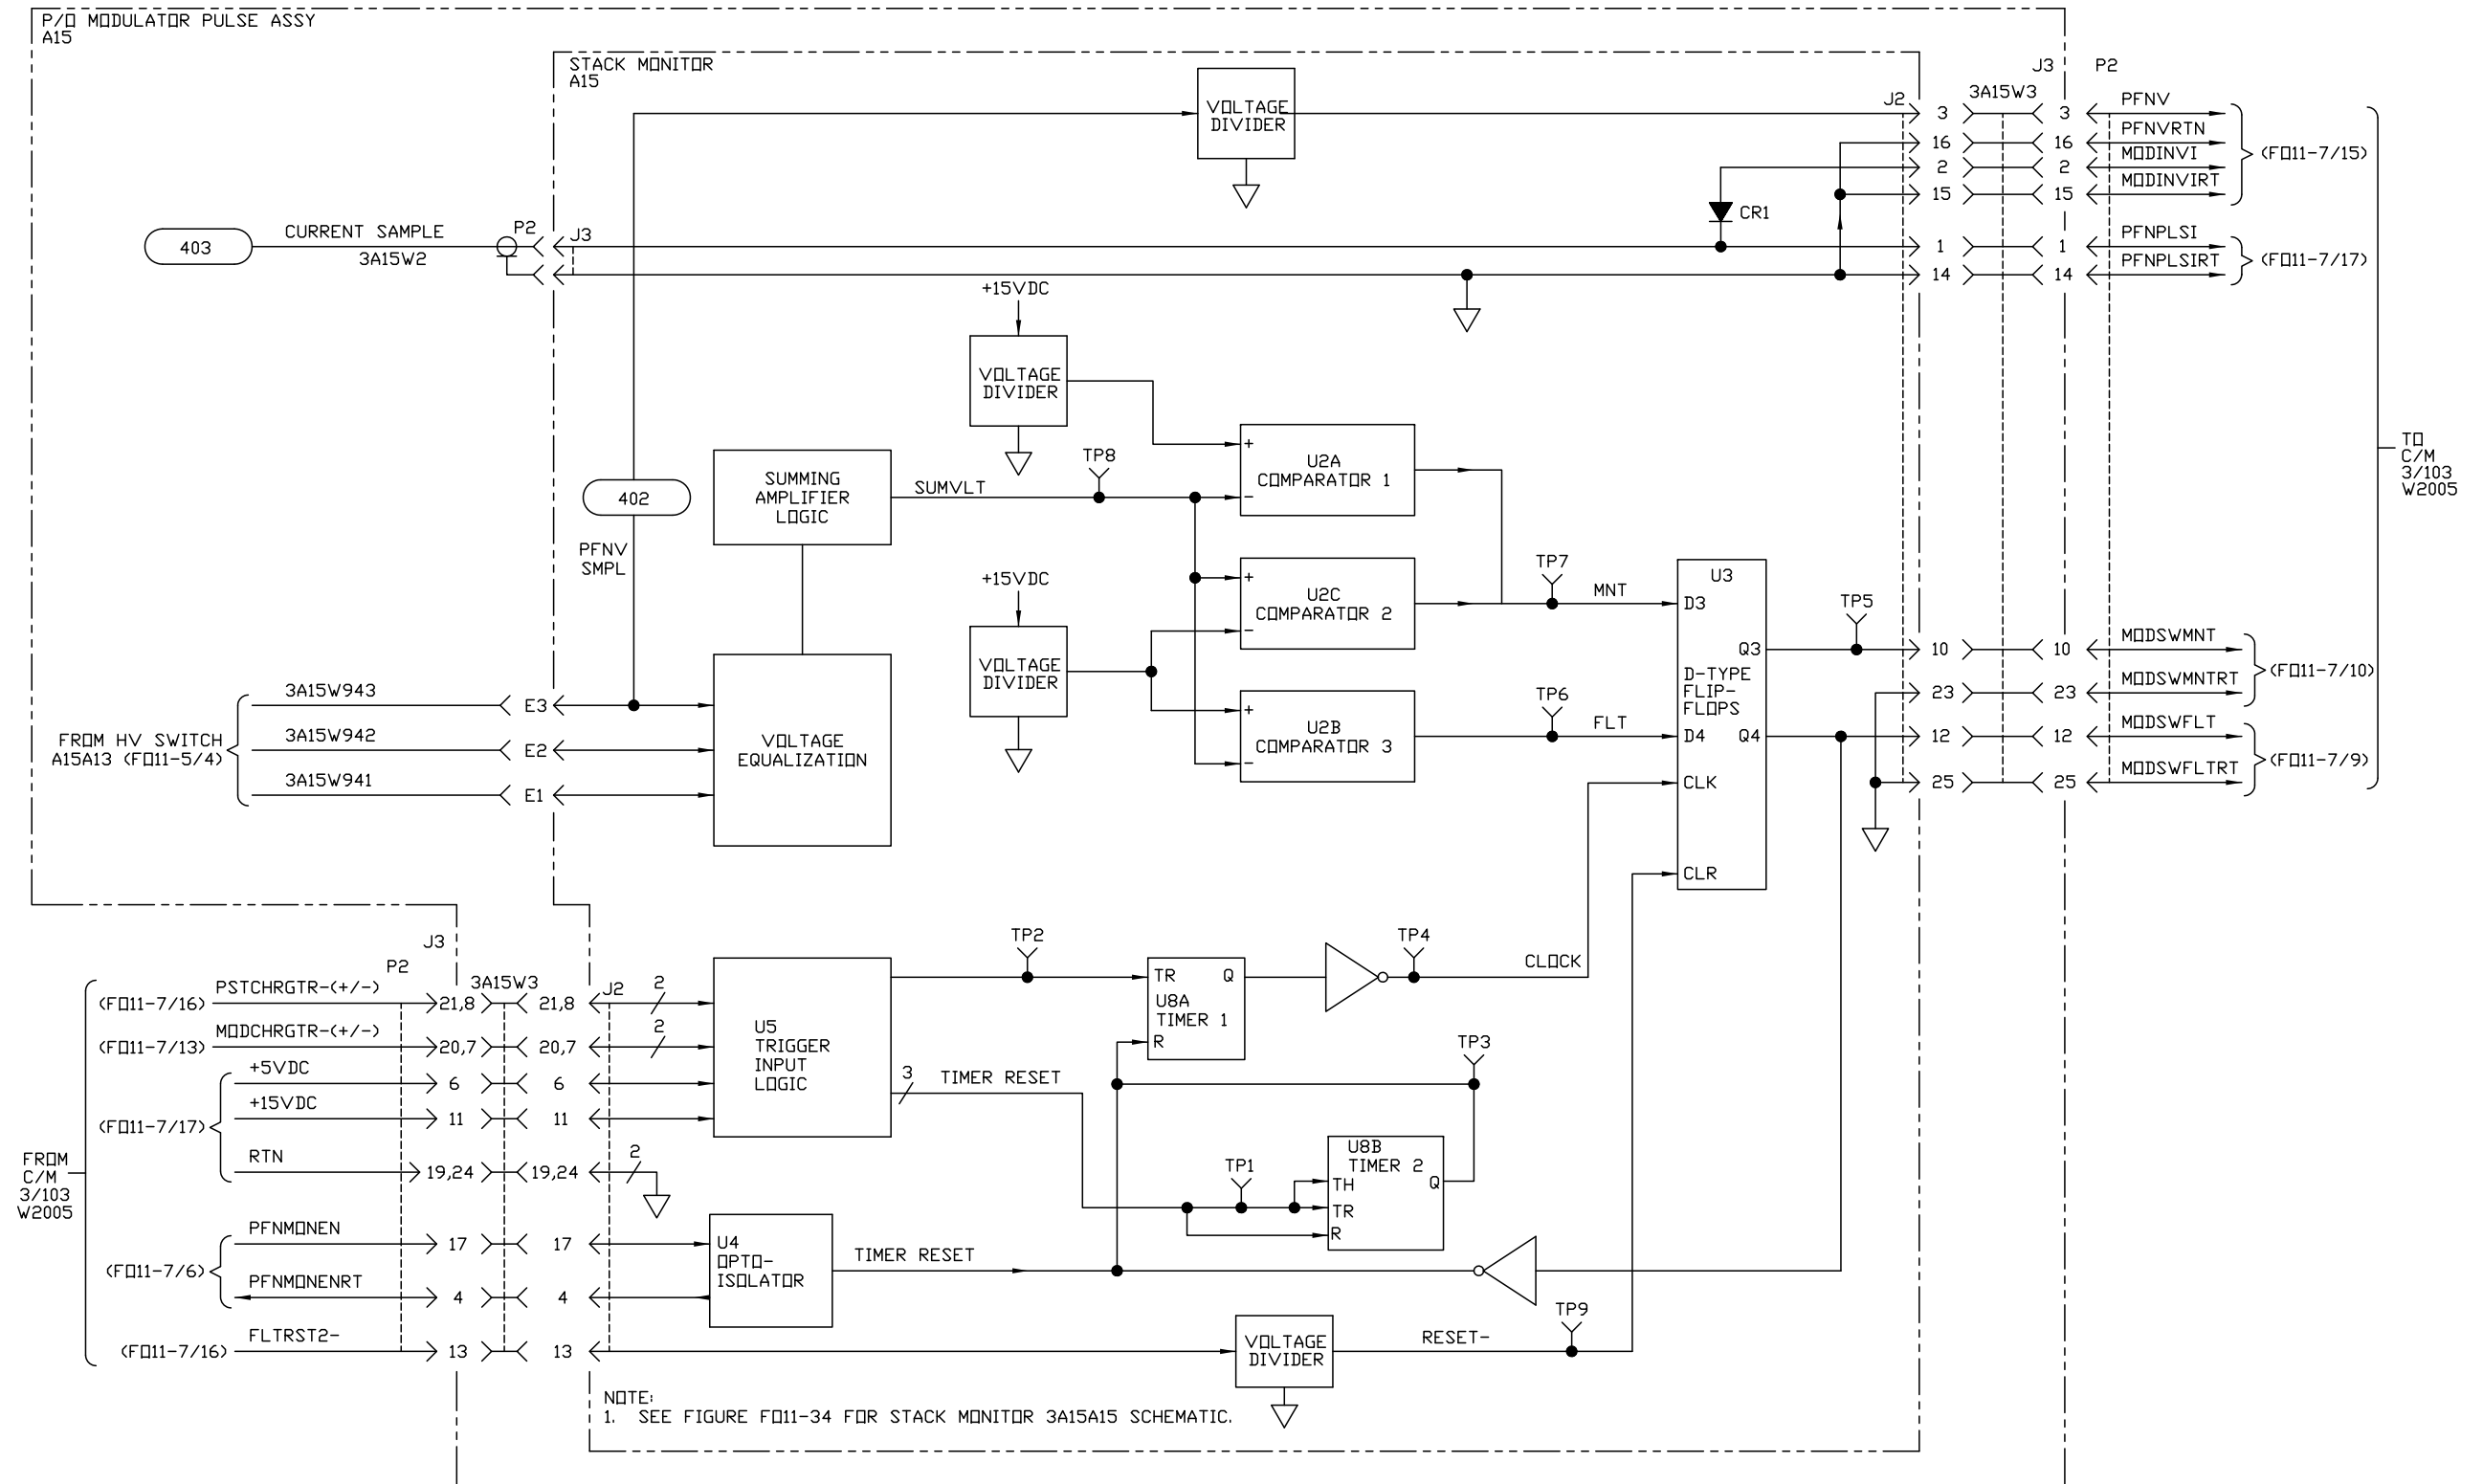 P/O MODULATOR PULSE ASSY
A15
STACK MONITOR
A15
VOLTAGE
DIVIDER
J2
3A15W3
J3
P2
3
3
PFNV
16
16
PFNVRTN
2
2
MODINVI
15
15
MODINVIRT
(FO11-7/15)
CR1
403
CURRENT SAMPLE
3A15W2
P2
J3
1
1
PFNPLSI
14
14
PFNPLSIRT
(FO11-7/17)
+15VDC
VOLTAGE
DIVIDER
TO
C/M
3/103
W2005
SUMMING
AMPLIFIER
LOGIC
SUMVLT
TP8
+
-
U2A
COMPARATOR 1
402
PFNV
SMPL
+15VDC
VOLTAGE
DIVIDER
+
-
U2C
COMPARATOR 2
TP7
MNT
U3
D3
Q3
D-TYPE
FLIP-
FLOPS
D4
Q4
CLK
CLR
TP5
10
10
MODSWMNT
23
23
MODSWMNTRT
(FO11-7/10)
12
12
MODSWFLT
25
25
MODSWFLTRT
(FO11-7/9)
+
-
U2B
COMPARATOR 3
TP6
FLT
FROM HV SWITCH
A15A13 (FO11-5/4)
3A15W943
E3
3A15W942
E2
3A15W941
E1
VOLTAGE
EQUALIZATION
J3
P2
3A15W3
J2
(FO11-7/16)
PSTCHRGTR-(+/-)
21,8
21,8
2
(FO11-7/13)
MODCHRGTR-(+/-)
20,7
20,7
2
+5VDC
6
6
+15VDC
11
11
(FO11-7/17)
RTN
19,24
19,24
2
FROM
C/M
3/103
W2005
U5
TRIGGER
INPUT
LOGIC
TP2
TR
Q
U8A
TIMER 1
R
TP4
CLOCK
3
TIMER RESET
TP3
TP1
U8B
TIMER 2
TH
Q
TR
R
PFNMONEN
17
17
(FO11-7/6)
PFNMONENRT
4
4
U4
OPTO-
ISOLATOR
TIMER RESET
FLTRST2-
(FO11-7/16)
13
13
VOLTAGE
DIVIDER
RESET-
TP9
NOTE:
1. SEE FIGURE FO11-34 FOR STACK MONITOR 3A15A15 SCHEMATIC.